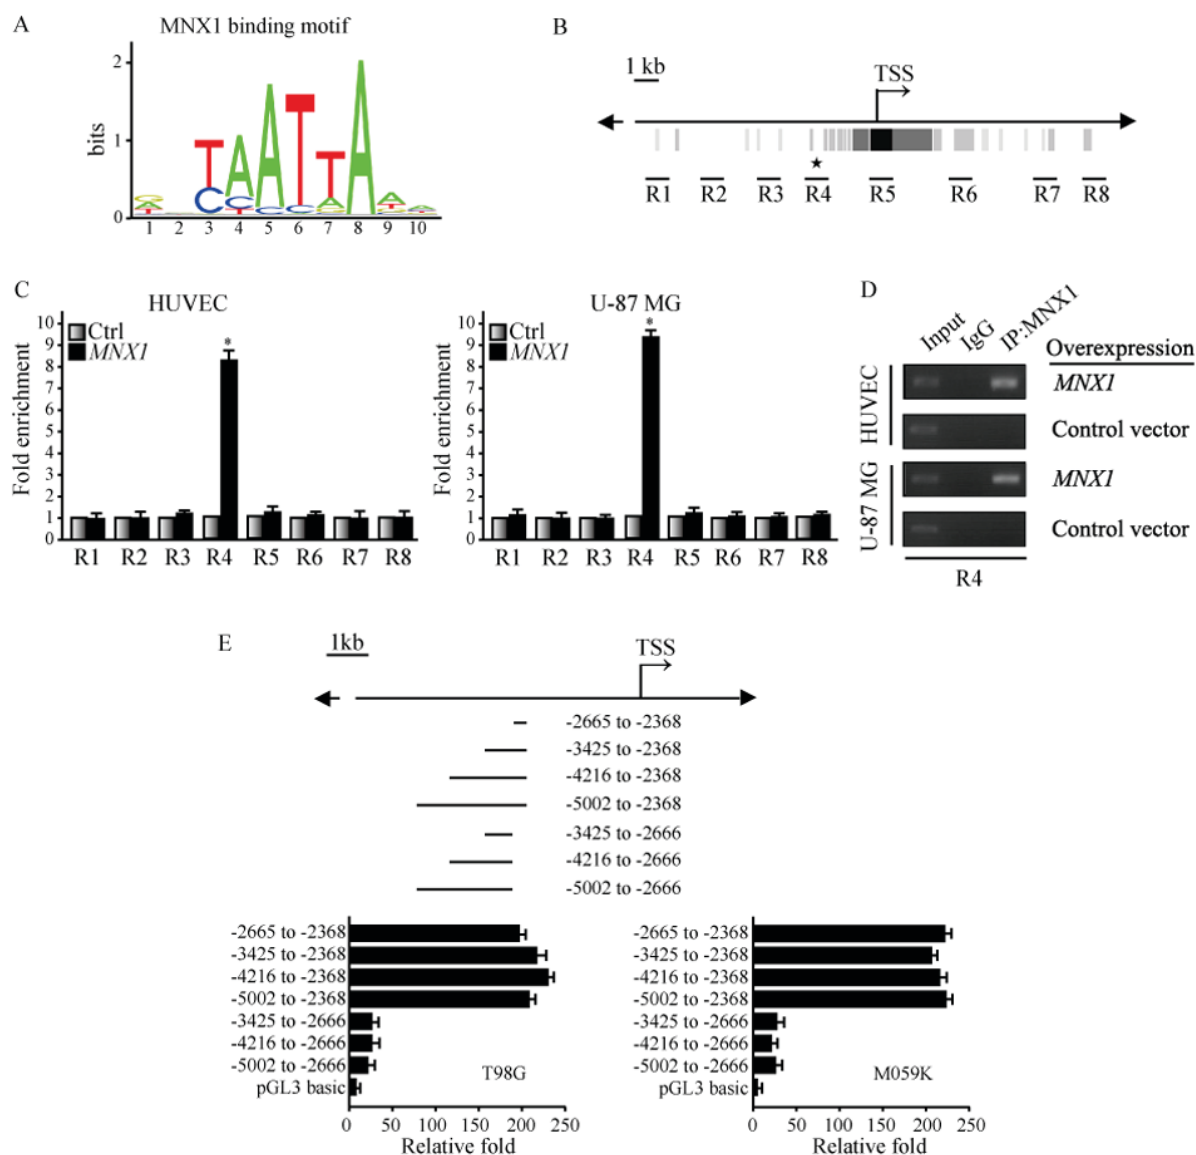 A
MNX1 binding motif
bits
2
1
0
1 2 3 4 5 6 7 8 9 10
B
1 kb
TSS
★
R1 R2 R3 R4 R5 R6 R7 R8
C
HUVEC
Fold enrichment
10
9
8
7
6
5
4
3
2
1
0
Ctrl
MNX1
*
R1 R2 R3 R4 R5 R6 R7 R8
U-87 MG
Fold enrichment
10
9
8
7
6
5
4
3
2
1
0
Ctrl
MNX1
*
R1 R2 R3 R4 R5 R6 R7 R8
D
Input IgG IP:MNX1
Overexpression
HUVEC
MNX1
Control vector
U-87 MG
MNX1
Control vector
R4
E
1kb
TSS
-2665 to -2368
-3425 to -2368
-4216 to -2368
-5002 to -2368
-3425 to -2666
-4216 to -2666
-5002 to -2666
-2665 to -2368
-3425 to -2368
-4216 to -2368
-5002 to -2368
-3425 to -2666
-4216 to -2666
-5002 to -2666
pGL3 basic
T98G
0 50 100 150 200 250
Relative fold
-2665 to -2368
-3425 to -2368
-4216 to -2368
-5002 to -2368
-3425 to -2666
-4216 to -2666
-5002 to -2666
pGL3 basic
M059K
0 50 100 150 200 250
Relative fold